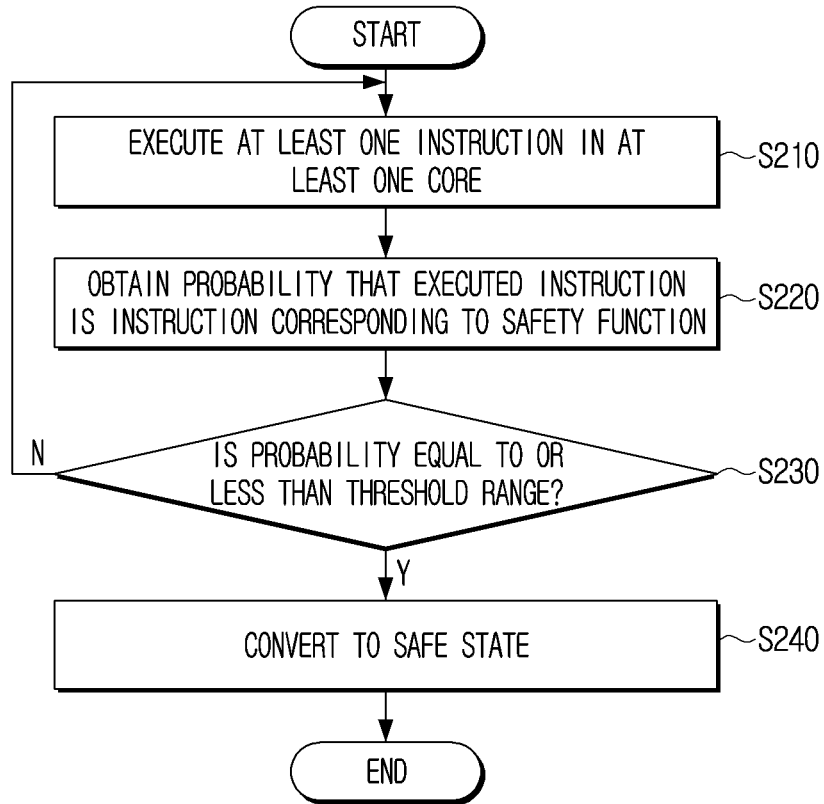 START
EXECUTE AT LEAST ONE INSTRUCTION IN AT
LEAST ONE CORE
S210
OBTAIN PROBABILITY THAT EXECUTED INSTRUCTION
IS INSTRUCTION CORRESPONDING TO SAFETY FUNCTION
S220
N
IS PROBABILITY EQUAL TO OR
LESS THAN THRESHOLD RANGE?
S230
Y
CONVERT TO SAFE STATE
S240
END